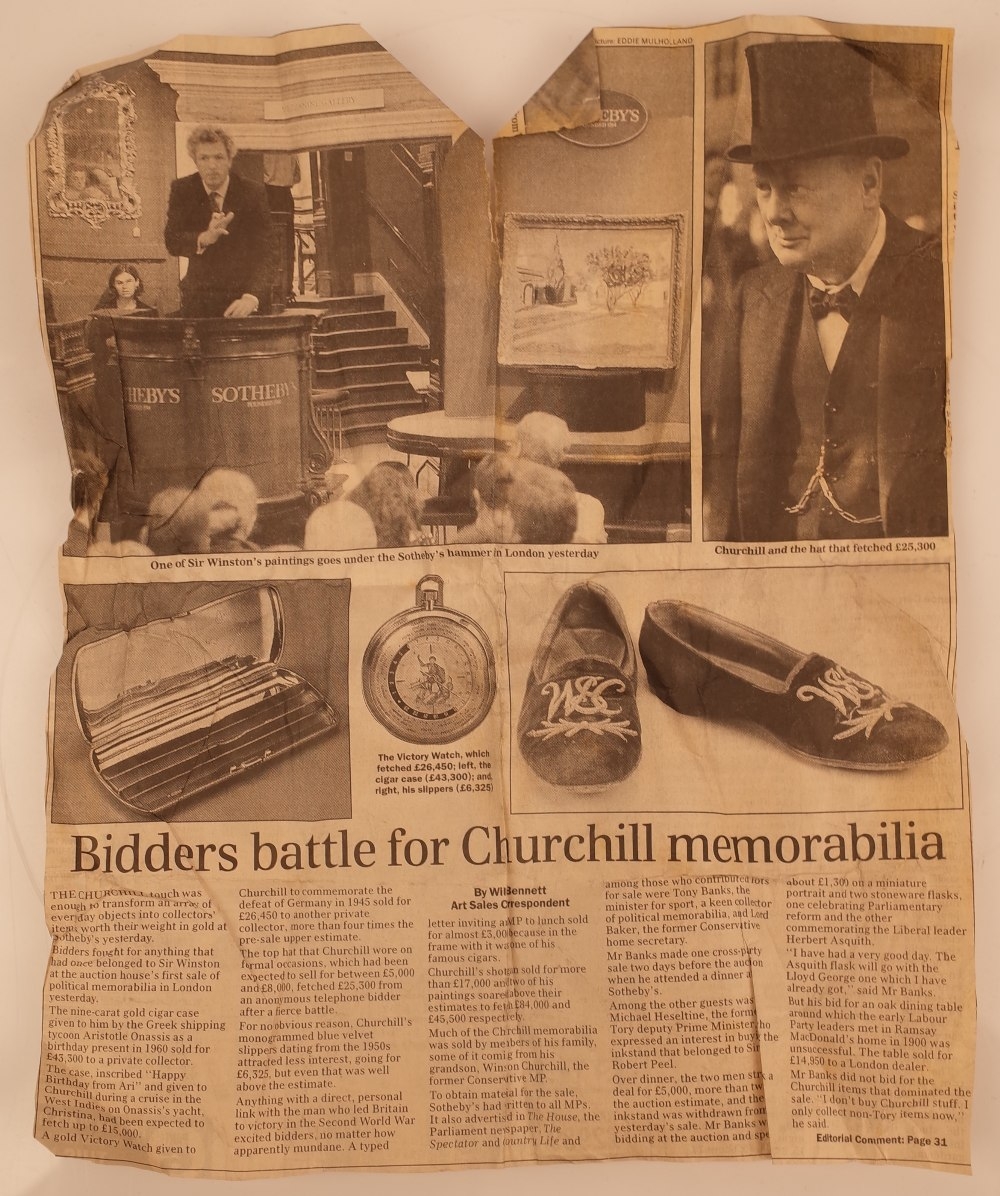 Picture: EDDIE MULHOLLAND
GALLERY
EBY'S
FOUNDED 1744
HEBY'S
SOTHEBY'
One of Sir Winston's paintings goes under the Sotheby's hammer in London yesterday
Churchill and the hat that fetched £25,300
The Victory Watch, which
fetched £26,450; left, the
cigar case (£43,300); and,
right, his slippers (£6,325)
WSC
WSC
Bidders battle for Churchill memorabilia
THE CHURCHILL touch was
enough to transform an array of
everyday objects into collectors'
items worth their weight in gold at
Sotheby's yesterday.
Bidders fought for anything that
had once belonged to Sir Winston
at the auction house's first sale of
political memorabilia in London
yesterday.
The nine-carat gold cigar case
given to him by the Greek shipping
tycoon Aristotle Onassis as a
birthday present in 1960 sold for
£43,300 to a private collector.
The case, inscribed "Happy
Birthday from Ari" and given to
Churchill during a cruise in the
West Indies on Onassis's yacht,
Christina, had been expected to
fetch up to £15,000.
A gold Victory Watch given to
Churchill to commemorate the
defeat of Germany in 1945 sold for
£26,450 to another private
collector, more than four times the
pre-sale upper estimate.
The top hat that Churchill wore on
formal occasions, which had been
expected to sell for between £5,000
and £8,000, fetched £25,300 from
an anonymous telephone bidder
after a fierce battle.
For no obvious reason, Churchill's
monogrammed blue velvet
slippers dating from the 1950s
attracted less interest, going for
£6,325, but even that was well
above the estimate.
Anything with a direct, personal
link with the man who led Britain
to victory in the Second World War
excited bidders, no matter how
apparently mundane. A typed
By Will Bennett
Art Sales Correspondent
letter inviting an MP to lunch sold
for almost £3,000 because in the
frame with it was one of his
famous cigars.
Churchill's shotgun sold for more
than £17,000 and two of his
paintings soared above their
estimates to fetch £84,000 and
£45,500 respectively.
Much of the Churchill memorabilia
was sold by members of his family,
some of it coming from his
grandson, Winston Churchill, the
former Conservative MP.
To obtain material for the sale,
Sotheby's had written to all MPs.
It also advertised in The House, the
Parliament newspaper, The
Spectator and Country Life and
among those who contributed items
for sale were Tony Banks, the
minister for sport, a keen collector
of political memorabilia, and Lord
Baker, the former Conservative
home secretary.
Mr Banks made one cross-party
sale two days before the auction
when he attended a dinner at
Sotheby's.
Among the other guests was
Michael Heseltine, the former
Tory deputy Prime Minister, who
expressed an interest in buying the
inkstand that belonged to Sir
Robert Peel.
Over dinner, the two men struck a
deal for £5,000, more than twice
the auction estimate, and the
inkstand was withdrawn from
yesterday's sale. Mr Banks was
bidding at the auction and spent
about £1,300 on a miniature
portrait and two stoneware flasks,
one celebrating Parliamentary
reform and the other
commemorating the Liberal leader
Herbert Asquith.
"I have had a very good day. The
Asquith flask will go with the
Lloyd George one which I have
already got," said Mr Banks.
But his bid for an oak dining table
around which the early Labour
Party leaders met in Ramsay
MacDonald's home in 1900 was
unsuccessful. The table sold for
£14,950 to a London dealer.
Mr Banks did not bid for the
Churchill items that dominated the
sale. "I don't buy Churchill stuff. I
only collect non-Tory items now,"
he said.
Editorial Comment: Page 31